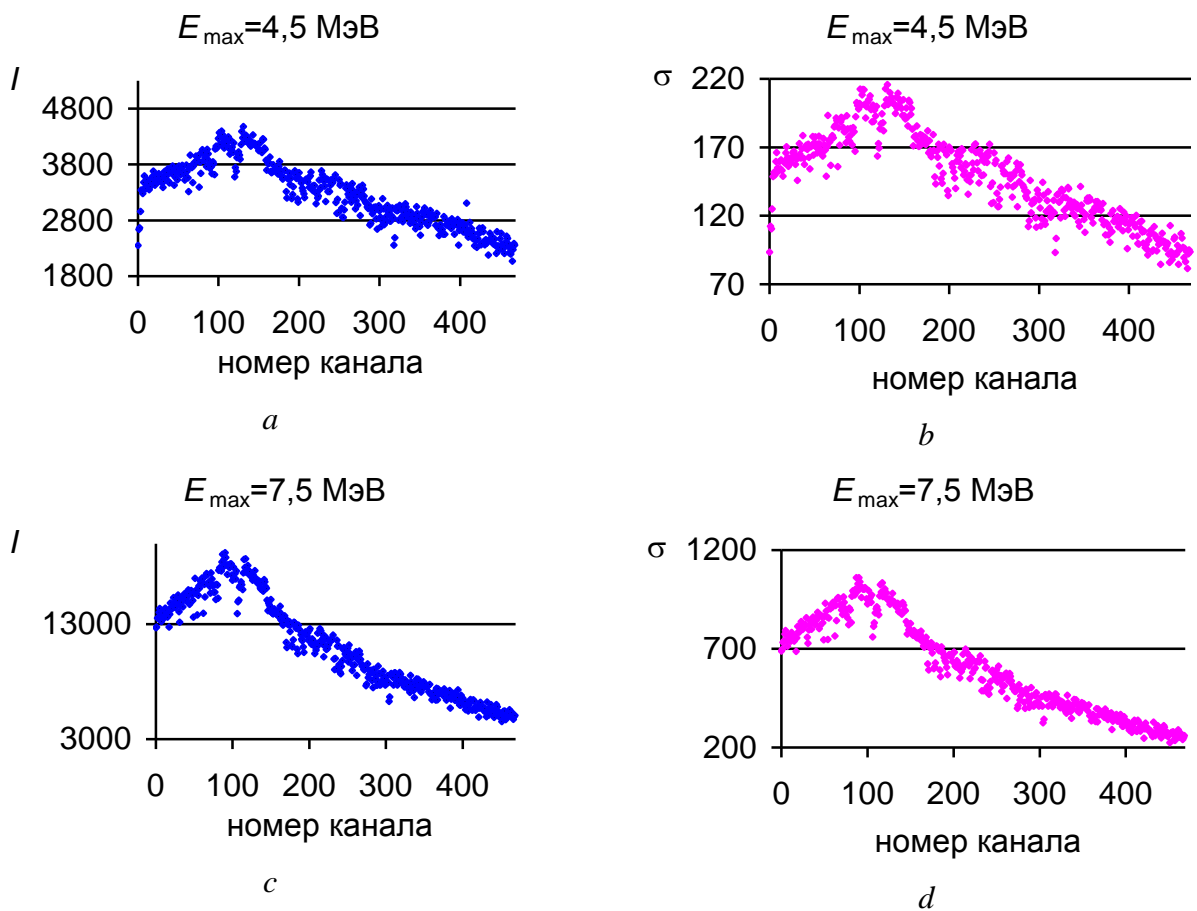 E max=4,5 МэВ
I
4800
3800
2800
1800
0 100 200 300 400
номер канала
a
E max=4,5 МэВ
σ
220
170
120
70
0 100 200 300 400
номер канала
b
E max=7,5 МэВ
I
13000
3000
0 100 200 300 400
номер канала
c
E max=7,5 МэВ
σ
1200
700
200
0 100 200 300 400
номер канала
d